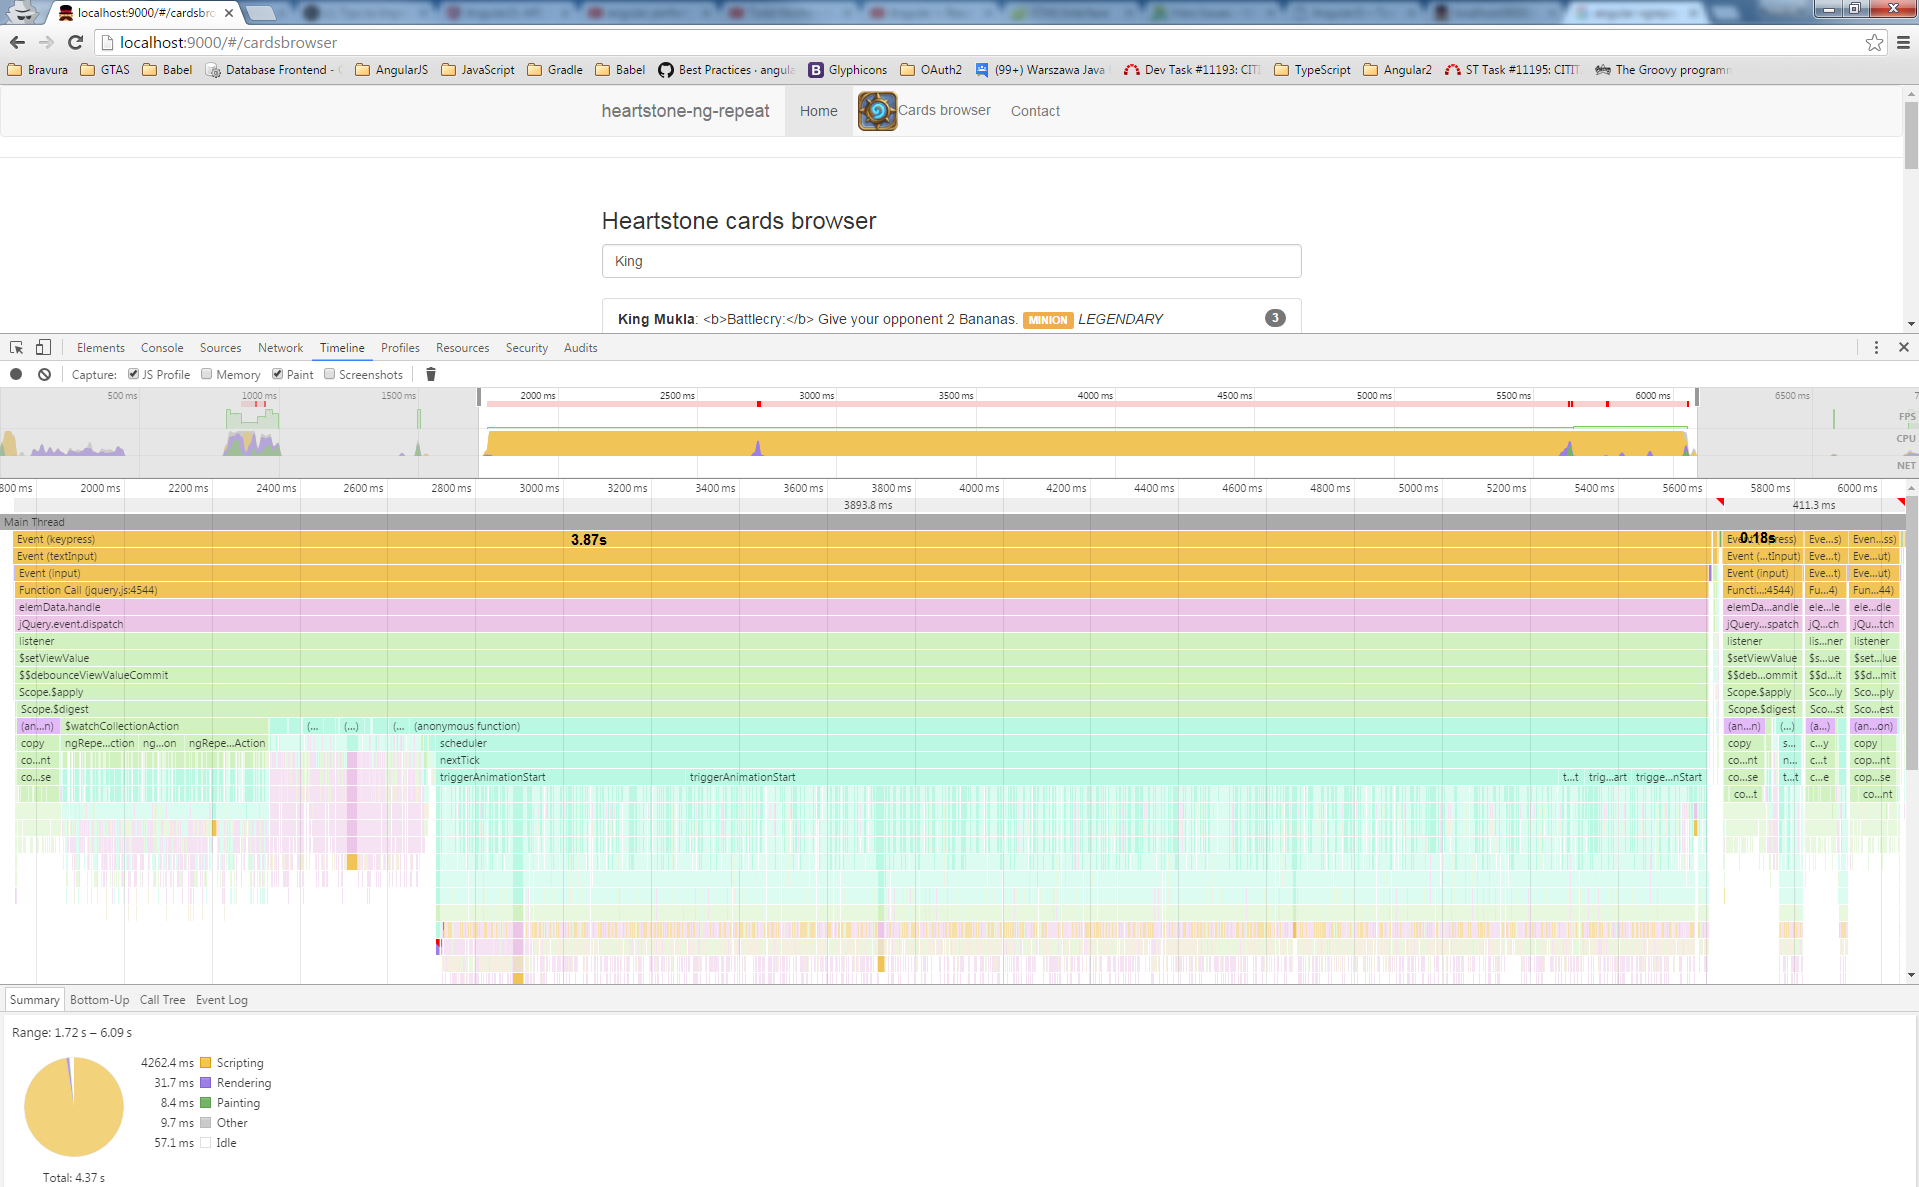 localhost:9000/#/cardsbro
localhost:9000/#/cardsbrowser
Bravura GTAS Babel Database Frontend - AngularJS JavaScript Gradle Babel Best Practices · angula Glyphicons OAuth2 (99+) Warszawa Java Dev Task #11193: CITI TypeScript Angular2 ST Task #11195: CITIT The Groovy programm
heartstone-ng-repeat Home Cards browser Contact
Heartstone cards browser
King
King Mukla: <b>Battlecry:</b> Give your opponent 2 Bananas. MINION LEGENDARY 3
Elements Console Sources Network Timeline Profiles Resources Security Audits
Capture: JS Profile Memory Paint Screenshots
500 ms 1000 ms 1500 ms 2000 ms 2500 ms 3000 ms 3500 ms 4000 ms 4500 ms 5000 ms 5500 ms 6000 ms 6500 ms 7
FPS
CPU
NET
800 ms 2000 ms 2200 ms 2400 ms 2600 ms 2800 ms 3000 ms 3200 ms 3400 ms 3600 ms 3800 ms 4000 ms 4200 ms 4400 ms 4600 ms 4800 ms 5000 ms 5200 ms 5400 ms 5600 ms 5800 ms 6000 ms
3893.8 ms 411.3 ms
Main Thread
Event (keypress) 3.87s 0.18s Eve...s) Even...ss)
Event (textInput) Event (...tInput) Eve...t) Eve...ut)
Event (input) Event (input) Eve...t) Eve...ut)
Function Call (jquery.js:4544) Functi...:4544) Fu...4) Fun...44)
elemData.handle elemDa...andle ele...le ele...dle
jQuery.event.dispatch jQuery...spatch jQ...ch jQu...tch
listener listener lis...ner listener
$setViewValue $setViewValue $s...ue $set...lue
$$debounceViewValueCommit $$deb...ommit $$d...it $$d...mit
Scope.$apply Scope.$apply Sco...ly Sco...ply
Scope.$digest Scope.$digest Sco...st Sco...est
(an...n) $watchCollectionAction (... (...) (... (anonymous function) (an...n) (...) (a...) (an...on)
copy ngRepe...ction ng...on ngRepe...Action scheduler copy s... c...y copy
co...nt nextTick co...nt n... c...t cop...nt
co...se triggerAnimationStart triggerAnimationStart t...t trig...art trigge...nStart co...se t...t c...e cop...se
co...t co...nt
Summary Bottom-Up Call Tree Event Log
Range: 1.72 s – 6.09 s
4262.4 ms Scripting
31.7 ms Rendering
8.4 ms Painting
9.7 ms Other
57.1 ms Idle
Total: 4.37 s